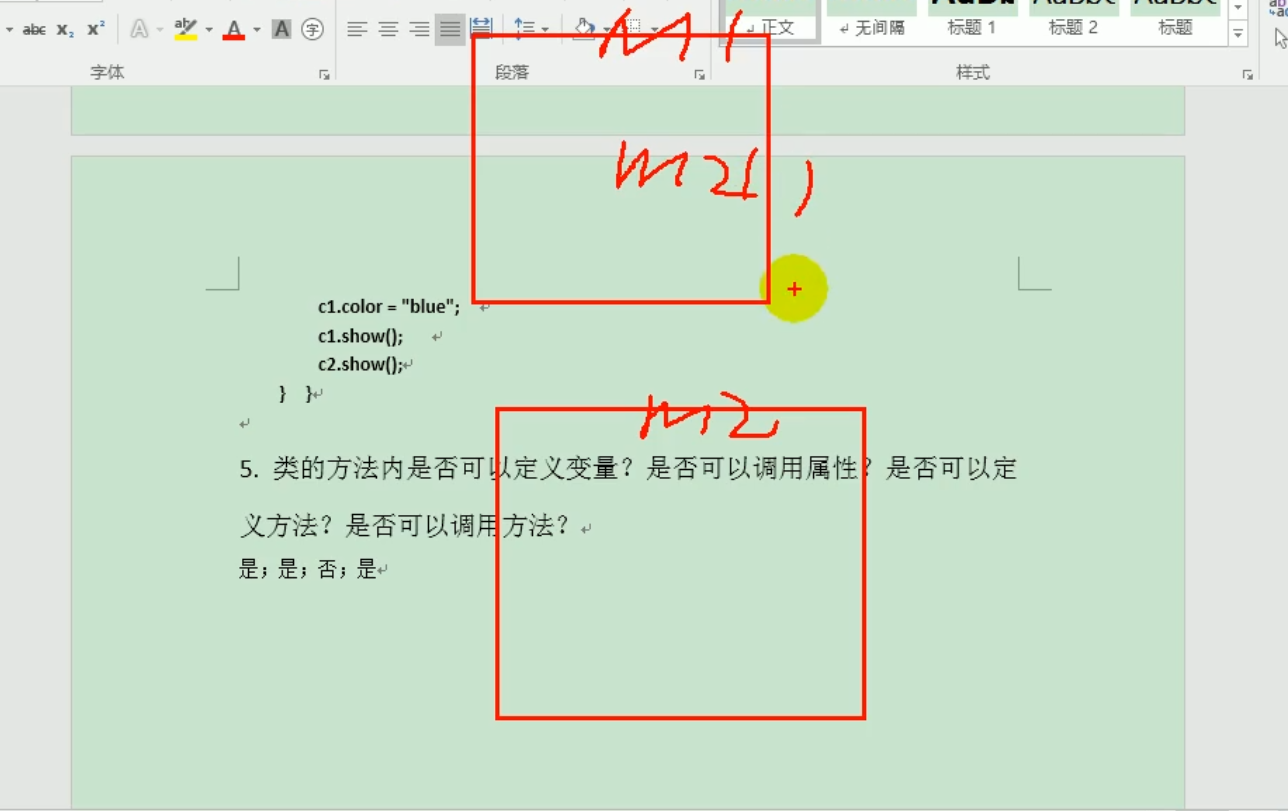 abc X₂ X² A ab A A 字
正文 无间隔 标题 1 标题 2 标题
字体 段落 样式
M1
m2()
c1.color = "blue";
c1.show();
c2.show();
} }
m2
5. 类的方法内是否可以定义变量？是否可以调用属性？是否可以定
义方法？是否可以调用方法？
是；是；否；是